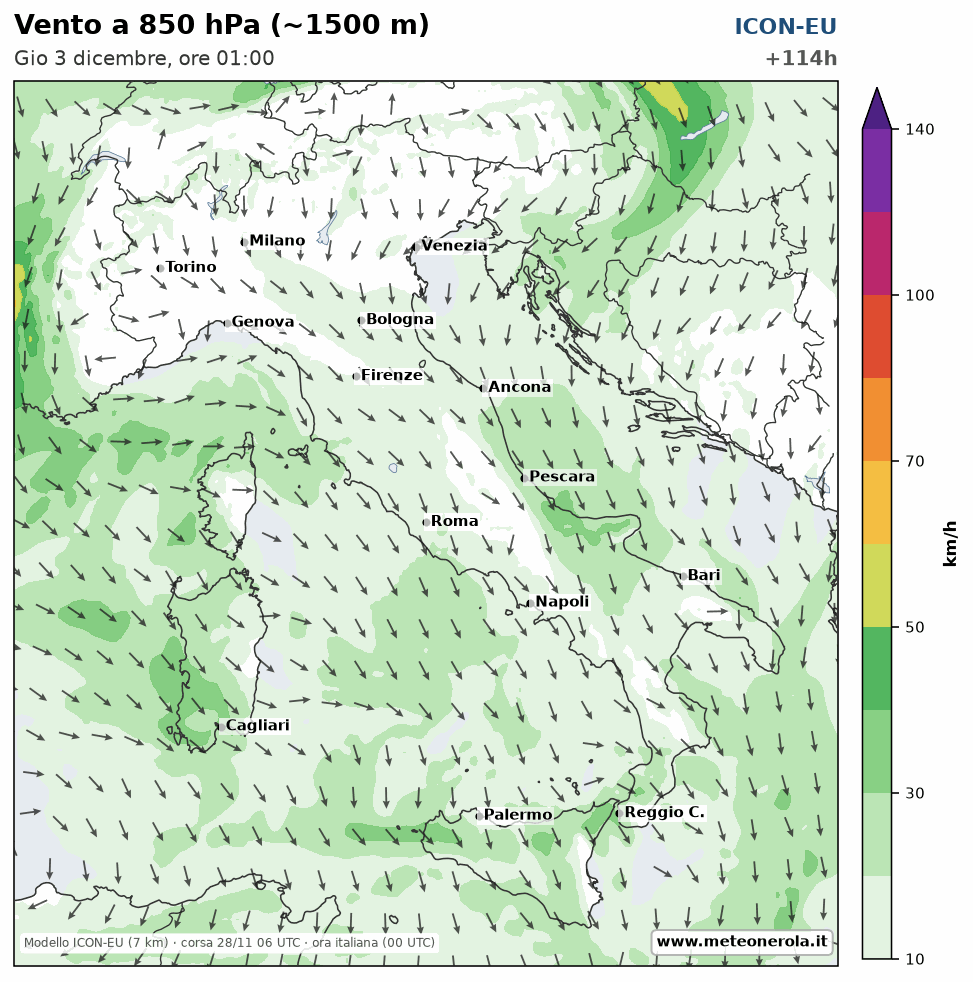 Vento a 850 hPa (~1500 m)
ICON-EU
Gio 3 dicembre, ore 01:00
+114h
140
100
70
50
30
10
km/h
Milano
Venezia
Torino
Genova
Bologna
Firenze
Ancona
Pescara
Roma
Bari
Napoli
Cagliari
Palermo
Reggio C.
Modello ICON-EU (7 km) · corsa 28/11 06 UTC · ora italiana (00 UTC)
www.meteonerola.it